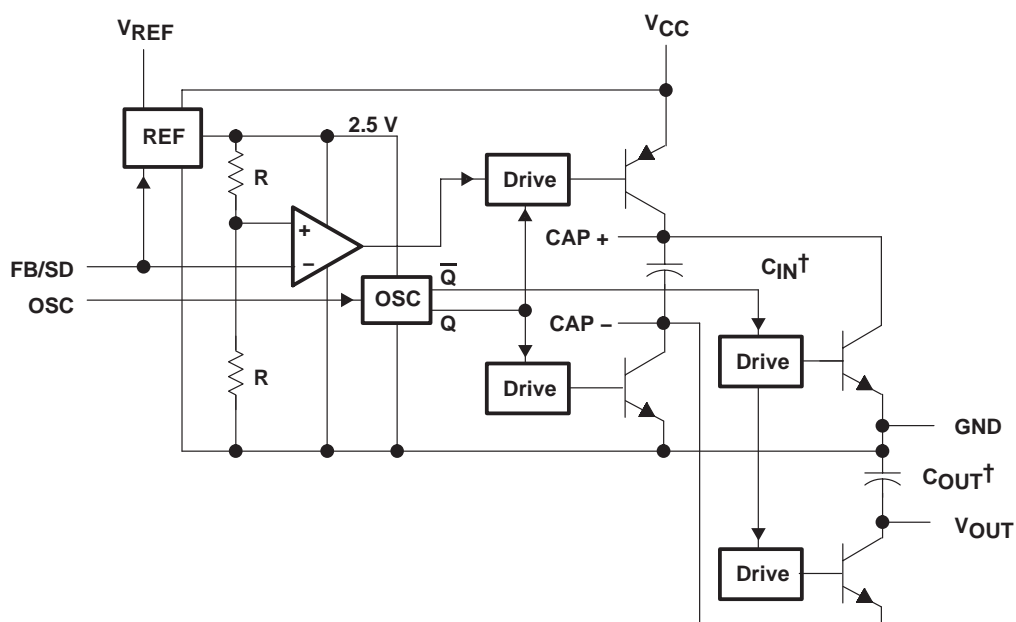 VREF
VCC
REF
2.5 V
R
Drive
+
−
CAP +
CIN†
FB/SD
OSC
OSC
Q̅
Q
CAP −
R
Drive
Drive
GND
COUT†
VOUT
Drive